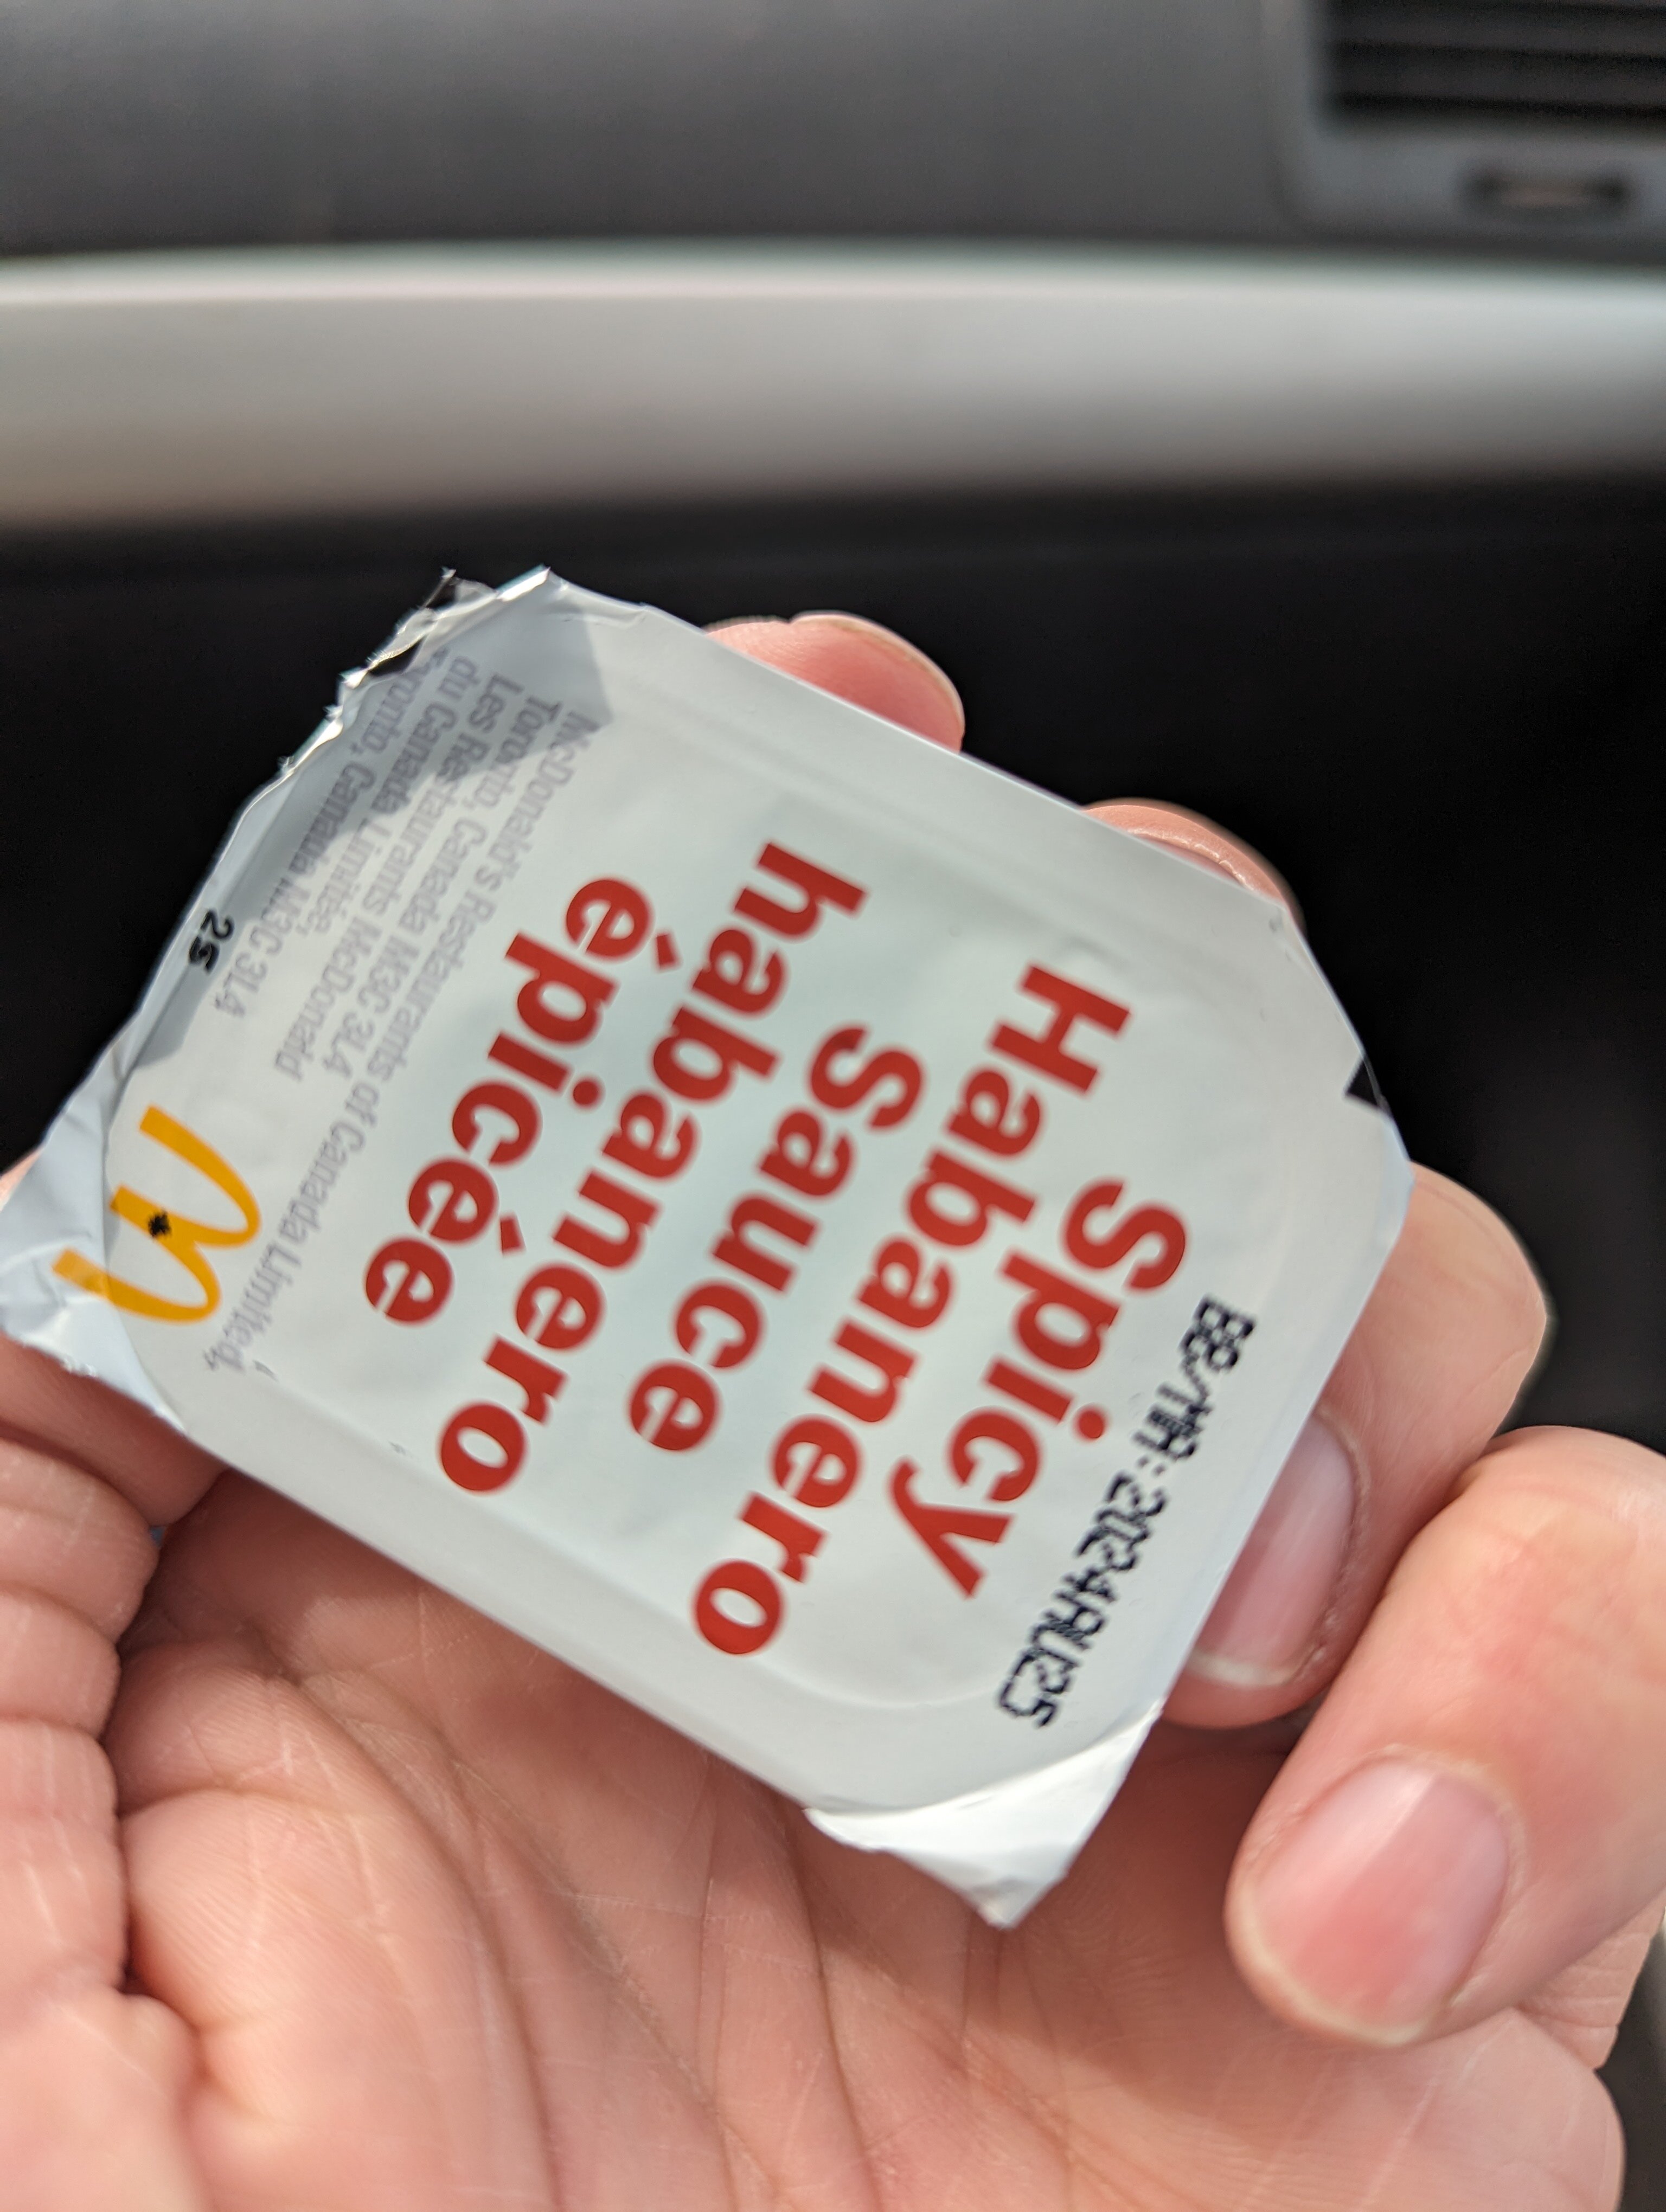 BB/MA:2024AU25
Spicy
Habanero
Sauce
habanero
épicée
McDonald's Restaurants of Canada Limited,
Toronto, Canada M3C 3L4
Les Restaurants McDonald
du Canada Limitée,
Toronto, Canada M3C 3L4